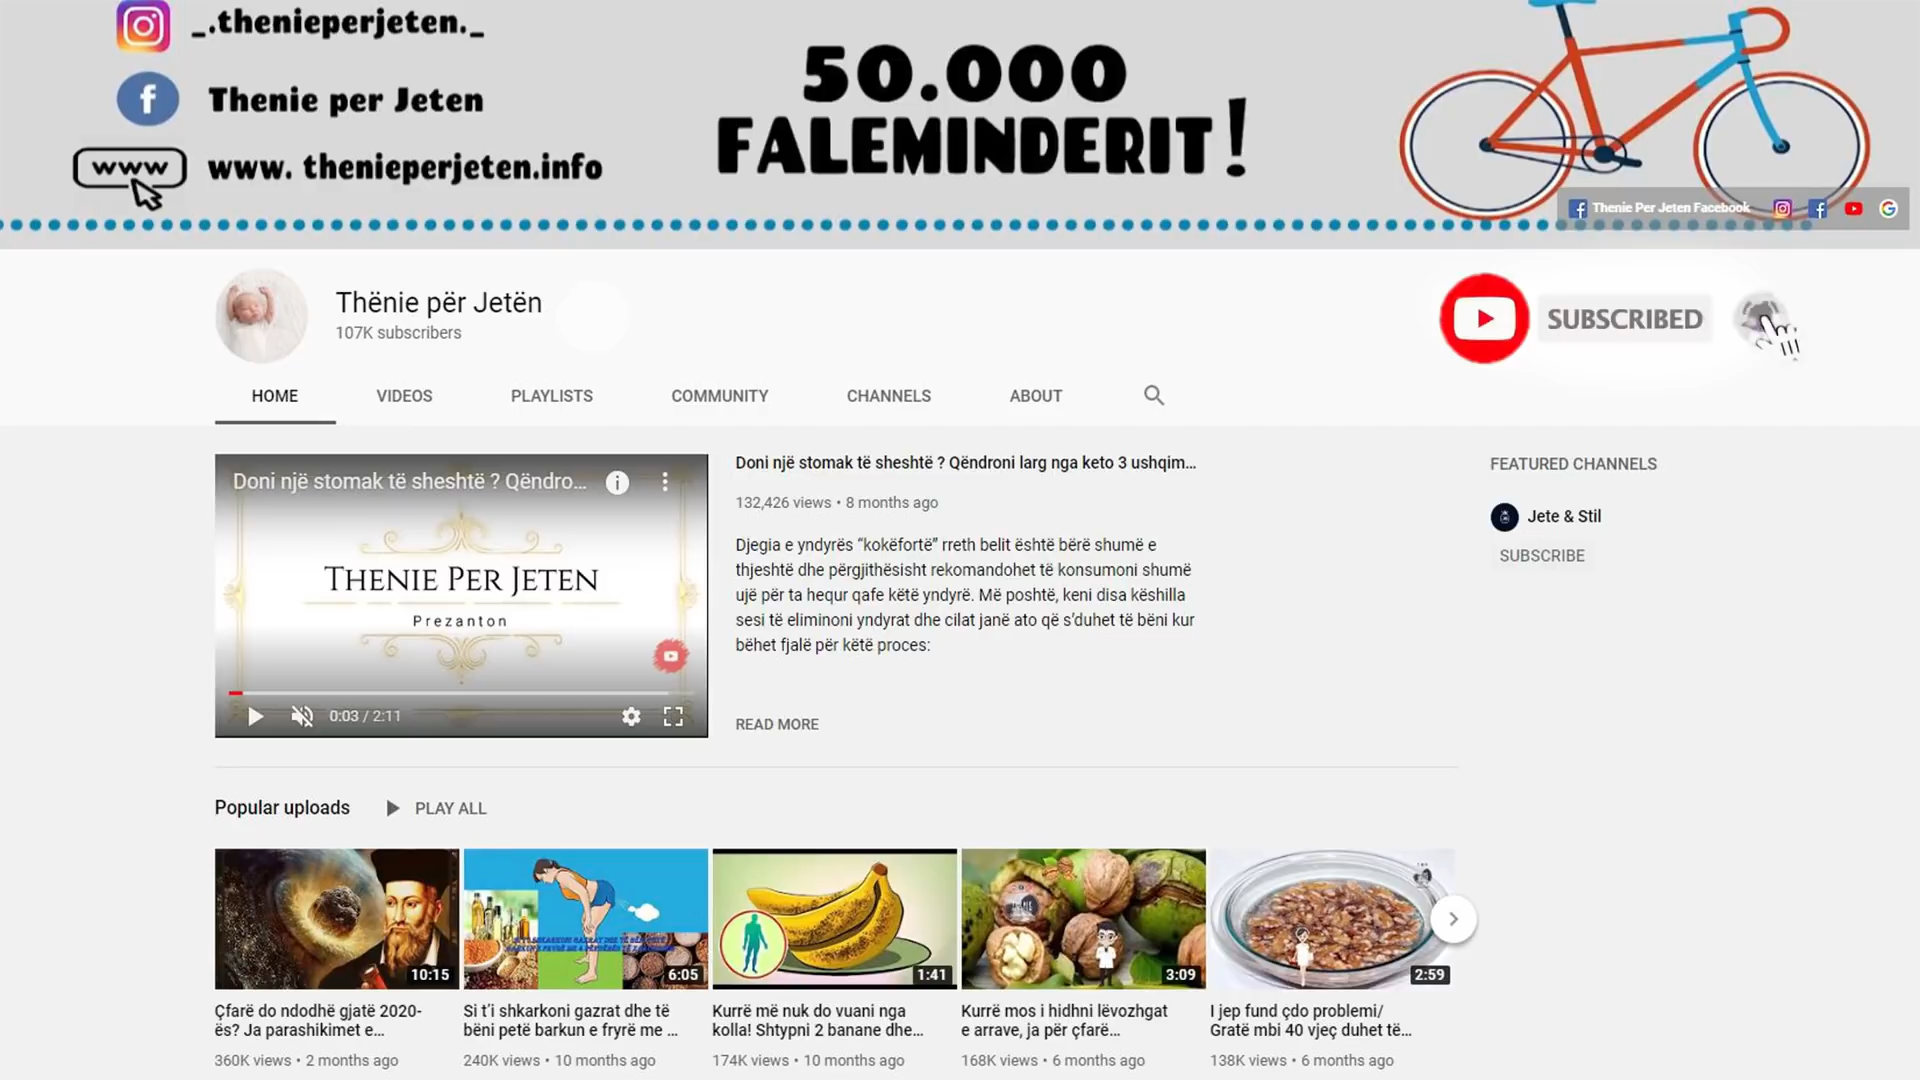 _.thenieperjeten._
Thenie per Jeten
www
www. thenieperjeten.info
50.000
FALEMINDERIT!
Thenie Per Jeten Facebook
Thënie për Jetën
107K subscribers
SUBSCRIBED
HOME
VIDEOS
PLAYLISTS
COMMUNITY
CHANNELS
ABOUT
Doni një stomak të sheshtë ? Qëndro...
THENIE PER JETEN
Prezanton
0:03 / 2:11
Doni një stomak të sheshtë ? Qëndroni larg nga keto 3 ushqim...
132,426 views • 8 months ago
Djegia e yndyrës “kokëfortë” rreth belit është bërë shumë e
thjeshtë dhe përgjithësisht rekomandohet të konsumoni shumë
ujë për ta hequr qafe këtë yndyrë. Më poshtë, keni disa këshilla
sesi të eliminoni yndyrat dhe cilat janë ato që s’duhet të bëni kur
bëhet fjalë për këtë proces:
READ MORE
FEATURED CHANNELS
Jete & Stil
SUBSCRIBE
Popular uploads
PLAY ALL
10:15
6:05
1:41
3:09
2:59
Çfarë do ndodhë gjatë 2020-
ës? Ja parashikimet e...
360K views • 2 months ago
Si t’i shkarkoni gazrat dhe të
bëni petë barkun e fryrë me ...
240K views • 10 months ago
Kurrë më nuk do vuani nga
kolla! Shtypni 2 banane dhe...
174K views • 10 months ago
Kurrë mos i hidhni lëvozhgat
e arrave, ja për çfarë...
168K views • 6 months ago
I jep fund çdo problemi/
Gratë mbi 40 vjeç duhet të...
138K views • 6 months ago